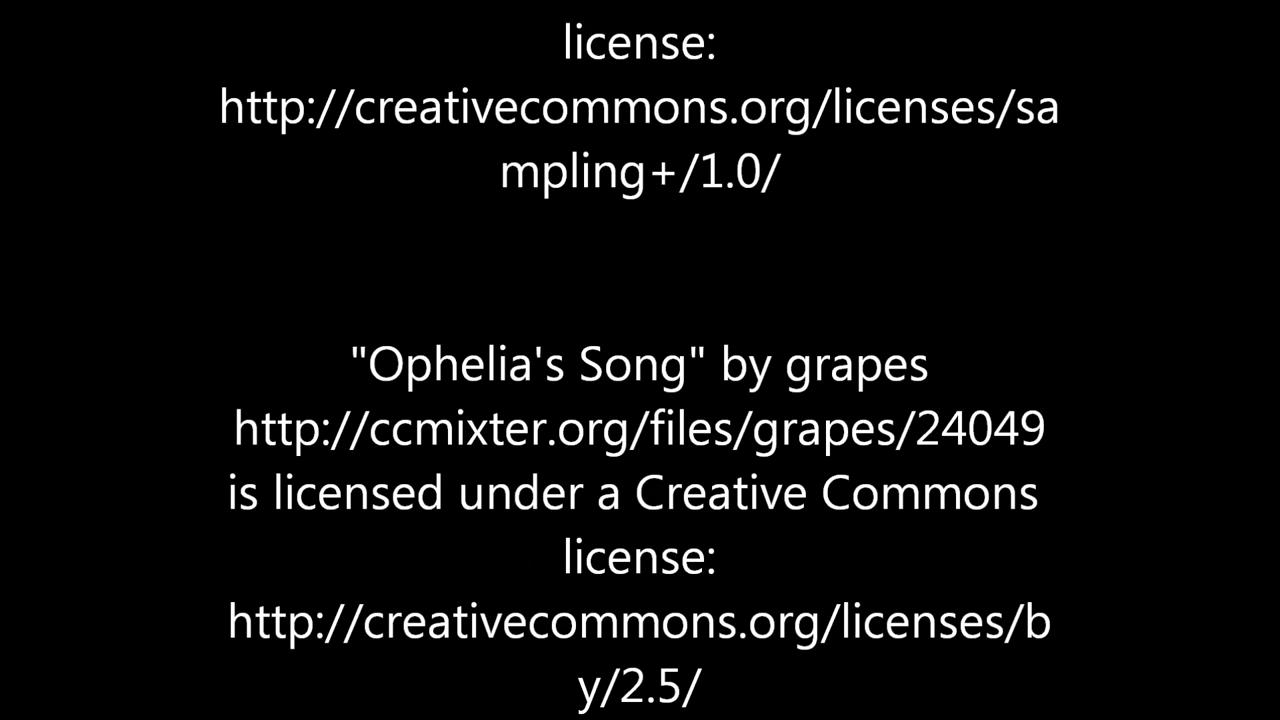 license:
http://creativecommons.org/licenses/sa
mpling+/1.0/
"Ophelia's Song" by grapes
http://ccmixter.org/files/grapes/24049
is licensed under a Creative Commons
license:
http://creativecommons.org/licenses/b
y/2.5/